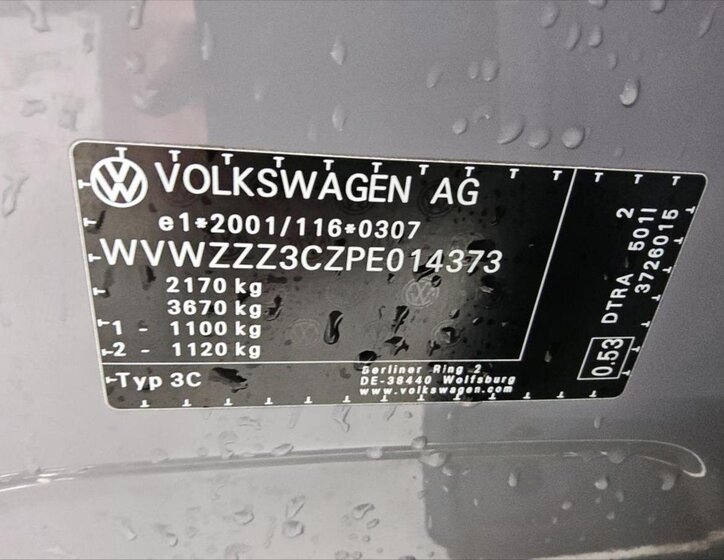 VOLKSWAGEN AG
e1*2001/116*0307
WVWZZZ3CZPE014373
2170 kg
3670 kg
1 - 1100 kg
2 - 1120 kg
Typ 3C
Berliner Ring 2
DE-38440 Wolfsburg
www.volkswagen.com
2
DTRA 501I
3726015
0.53